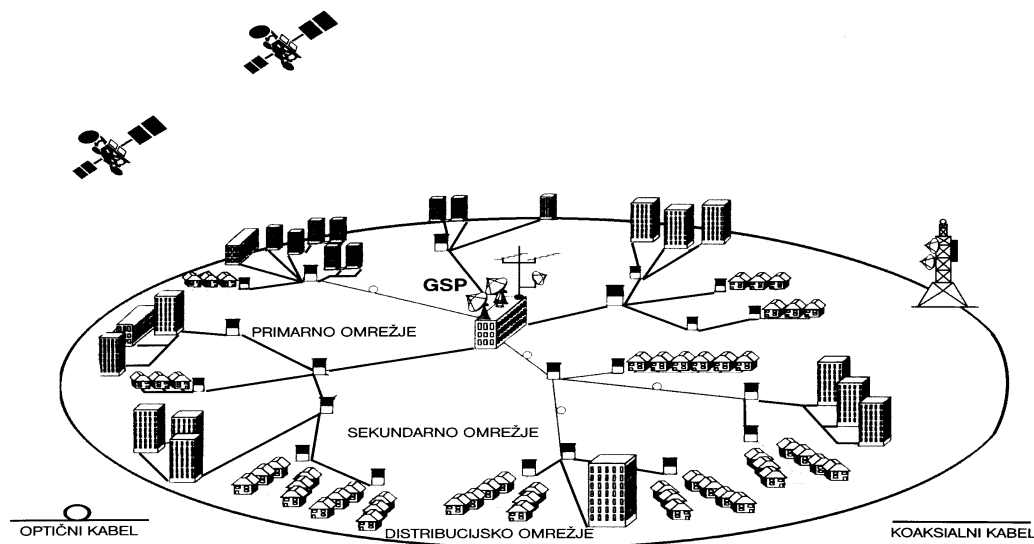 GSP
PRIMARNO OMREŽJE
SEKUNDARNO OMREŽJE
DISTRIBUCIJSKO OMREŽJE
OPTIČNI KABEL
KOAKSIALNI KABEL